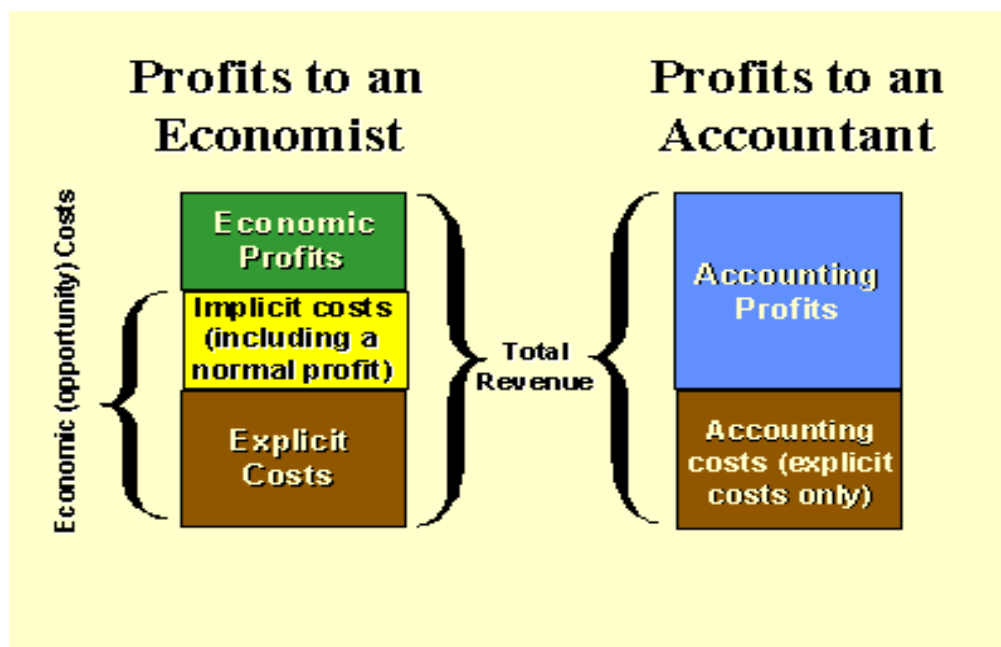 Profits to an
Economist
Profits to an
Accountant
Economic (opportunity) Costs
Economic
Profits
Implicit costs
(including a
normal profit)
Explicit
Costs
Total
Revenue
Accounting
Profits
Accounting
costs (explicit
costs only)